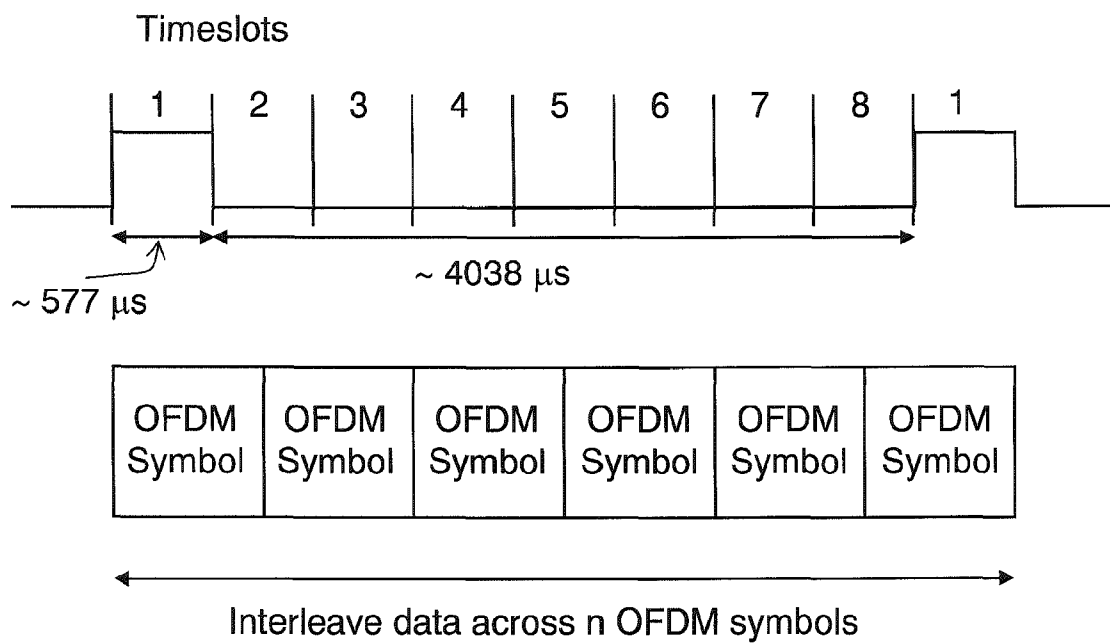 Timeslots
1 2 3 4 5 6 7 8 1
~ 4038 μs
~ 577 μs
OFDM Symbol OFDM Symbol OFDM Symbol OFDM Symbol OFDM Symbol OFDM Symbol
Interleave data across n OFDM symbols